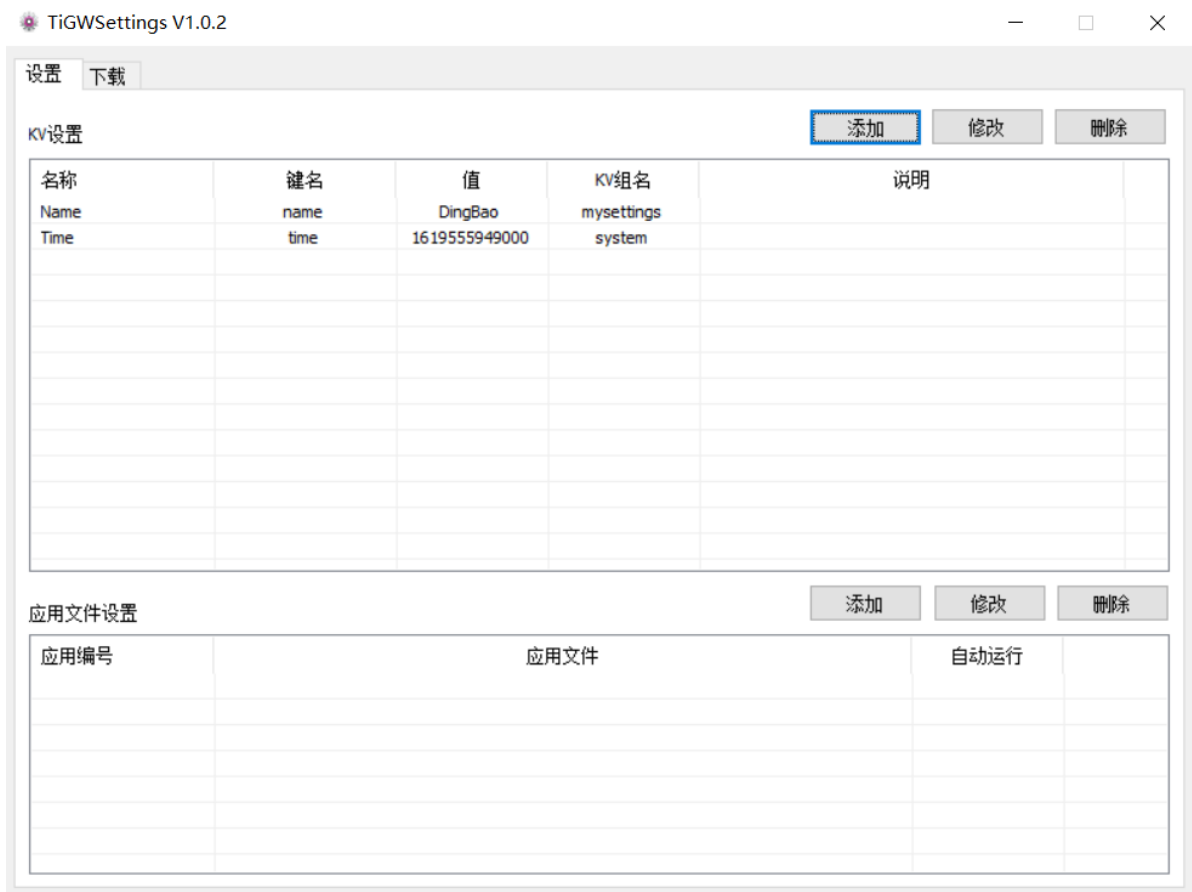 TiGWSettings V1.0.2
设置 下载
KV设置 添加 修改 删除
名称 键名 值 KV组名 说明
Name name DingBao mysettings
Time time 1619555949000 system
应用文件设置 添加 修改 删除
应用编号 应用文件 自动运行